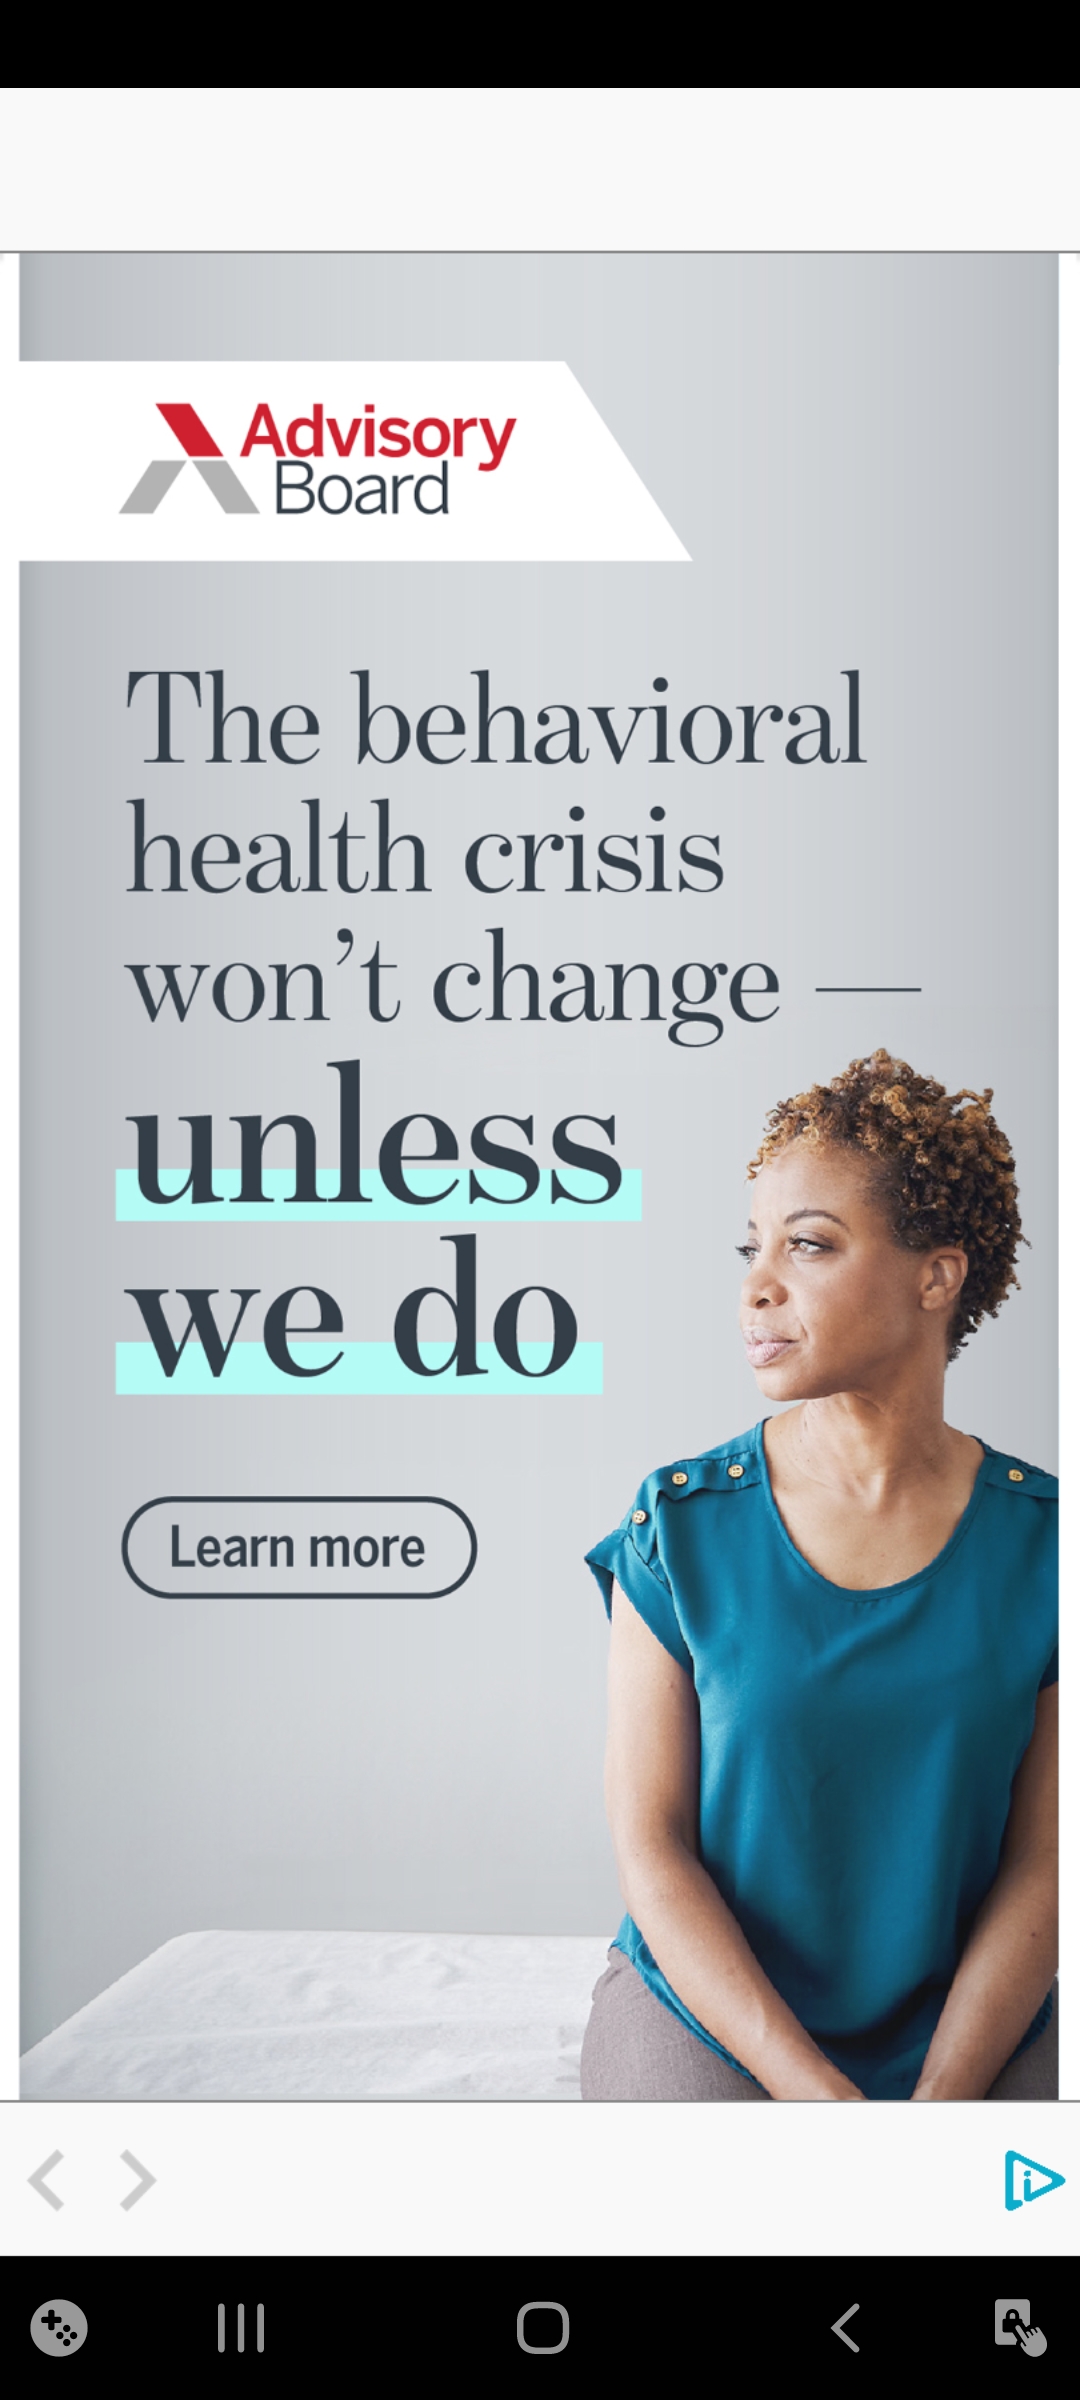 Advisory
Board
The behavioral
health crisis
won’t change —
unless
we do
Learn more